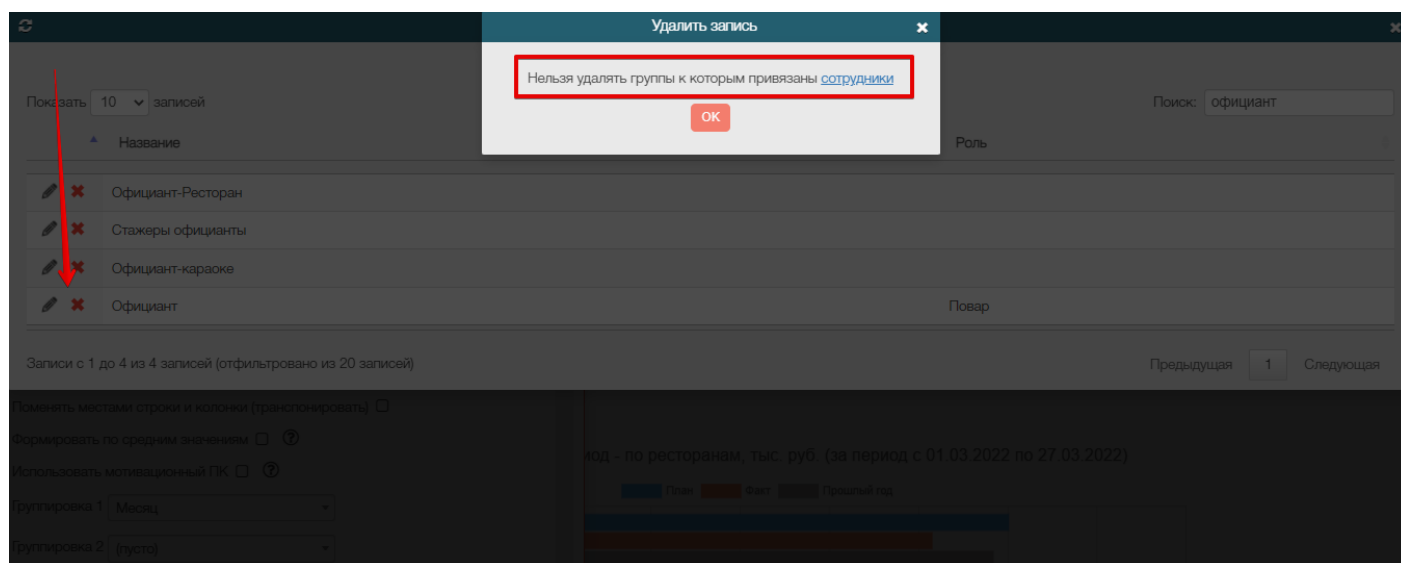 Удалить запись
Нельзя удалять группы к которым привязаны сотрудники
ОК
Показать 10 записей
Поиск: официант
Название Роль
Официант-Ресторан
Стажеры официанты
Официант-караоке
Официант Повар
Записи с 1 до 4 из 4 записей (отфильтровано из 20 записей)
Предыдущая 1 Следующая
Поменять местами строки и колонки (транспонировать)
Формировать по средним значениям
иод - по ресторанам, тыс. руб. (за период с 01.03.2022 по 27.03.2022)
Использовать мотивационный ПК
План Факт Прошлый год
Группировка 1 Месяц
Группировка 2 (пусто)